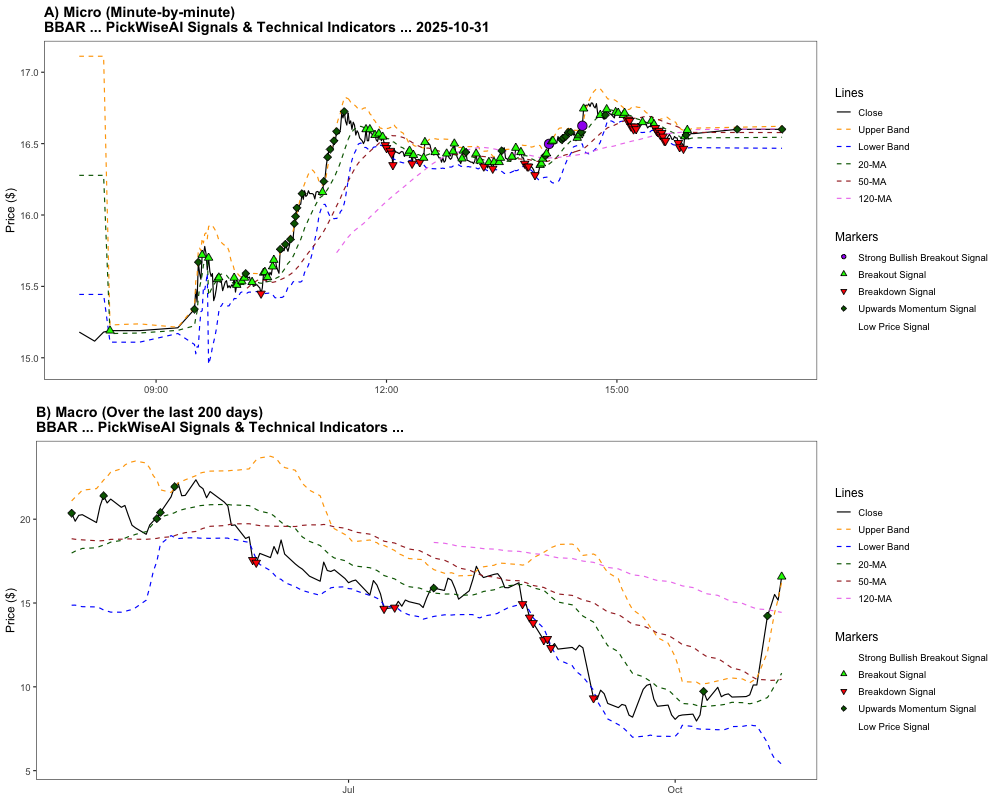 A) Micro (Minute-by-minute)
BBAR ... PickWiseAI Signals & Technical Indicators ... 2025-10-31
Price ($)
17.0
16.5
16.0
15.5
15.0
09:00
12:00
15:00
Lines
Close
Upper Band
Lower Band
20-MA
50-MA
120-MA
Markers
Strong Bullish Breakout Signal
Breakout Signal
Breakdown Signal
Upwards Momentum Signal
Low Price Signal
B) Macro (Over the last 200 days)
BBAR ... PickWiseAI Signals & Technical Indicators ...
Price ($)
20
15
10
5
Jul
Oct
Lines
Close
Upper Band
Lower Band
20-MA
50-MA
120-MA
Markers
Strong Bullish Breakout Signal
Breakout Signal
Breakdown Signal
Upwards Momentum Signal
Low Price Signal